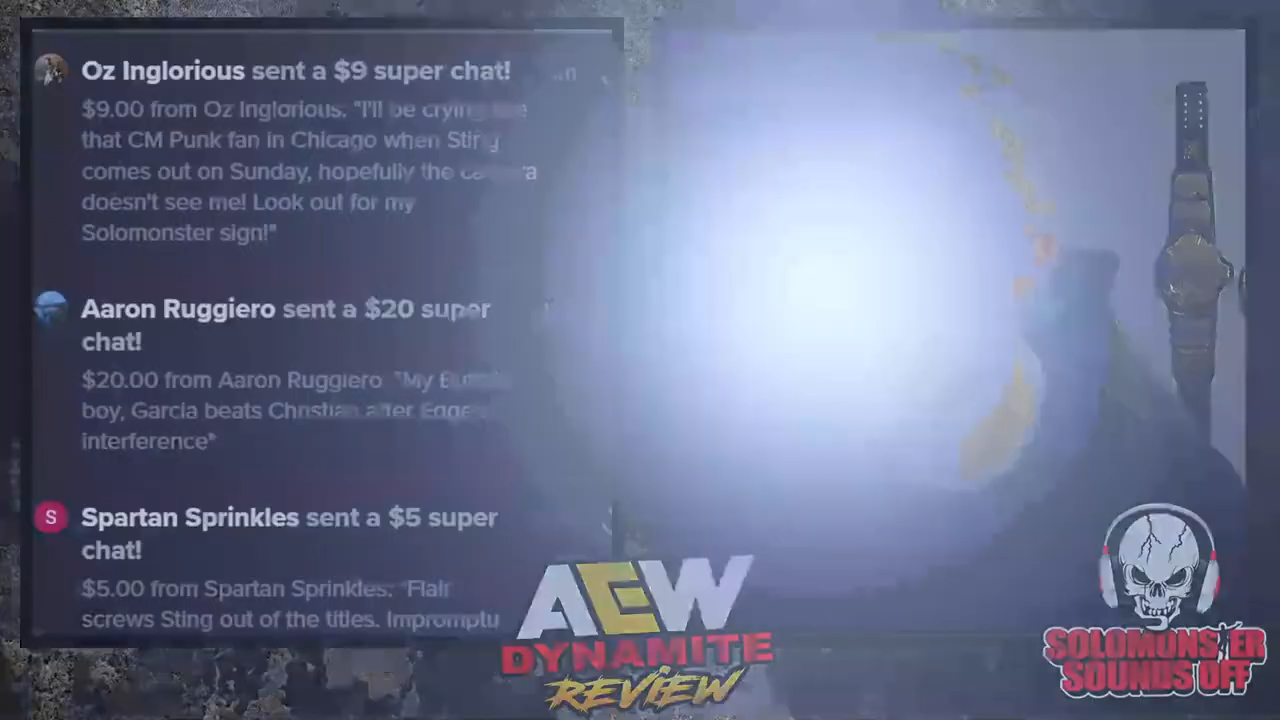 Oz Inglorious sent a $9 super chat!
$9.00 from Oz Inglorious: "I'll be crying
that CM Punk fan in Chicago when Sting
comes out on Sunday, hopefully the camera
doesn't see me! Look out for my
Solomonster sign!"
Aaron Ruggiero sent a $20 super
chat!
$20.00 from Aaron Ruggiero: "My
boy, Garcia beats Christian after
interference"
S
Spartan Sprinkles sent a $5 super
chat!
$5.00 from Spartan Sprinkles: "Flair
screws Sting out of the titles. Impromptu
AEW
DYNAMITE
REVIEW
SOLOMONSTER
SOUNDS OFF